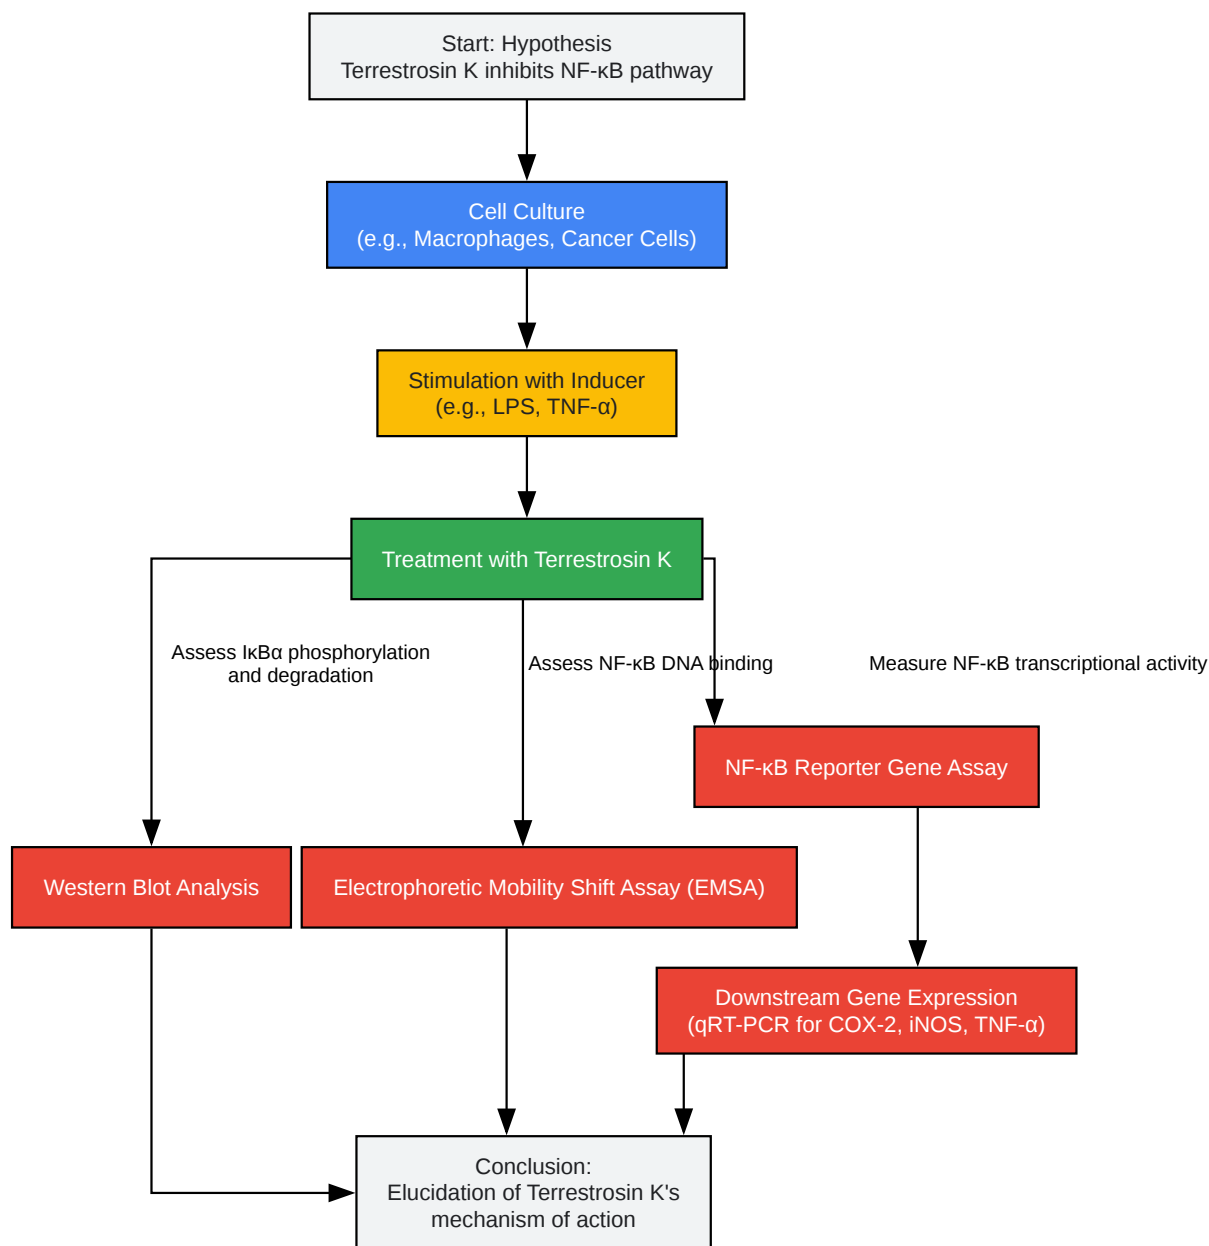 Start: Hypothesis
Terrestrosin K inhibits NF-κB pathway
Cell Culture
(e.g., Macrophages, Cancer Cells)
Stimulation with Inducer
(e.g., LPS, TNF-α)
Treatment with Terrestrosin K
Assess IκBα phosphorylation
and degradation
Assess NF-κB DNA binding
Measure NF-κB transcriptional activity
NF-κB Reporter Gene Assay
Western Blot Analysis
Electrophoretic Mobility Shift Assay (EMSA)
Downstream Gene Expression
(qRT-PCR for COX-2, iNOS, TNF-α)
Conclusion:
Elucidation of Terrestrosin K's
mechanism of action